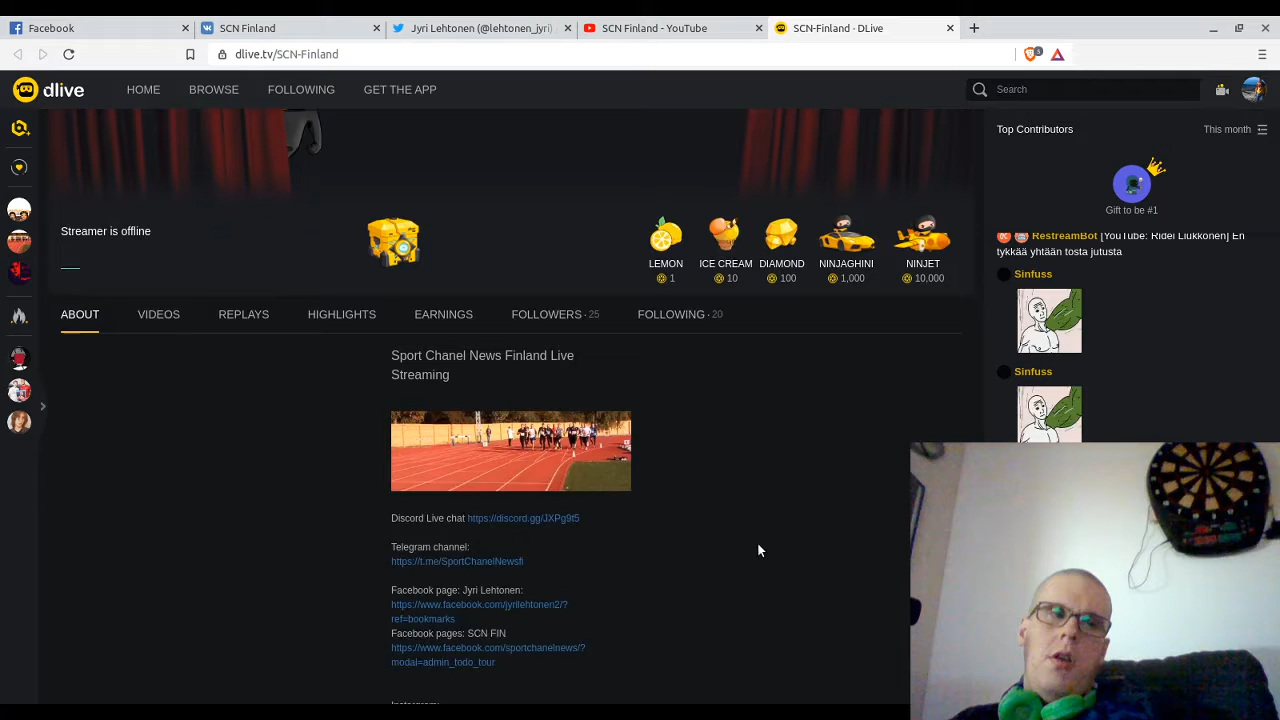 Facebook
SCN Finland
Jyri Lehtonen (@lehtonen_jyri)
SCN Finland - YouTube
SCN-Finland · DLive
dlive.tv/SCN-Finland
5
dlive
HOME
BROWSE
FOLLOWING
GET THE APP
Search
Top Contributors
This month
Gift to be #1
Streamer is offline
LEMON
1
ICE CREAM
10
DIAMOND
100
NINJAGHINI
1,000
NINJET
10,000
RestreamBot [YouTube: Ridei Liukkonen] En
tykkää yhtään tosta jutusta
Sinfuss
Sinfuss
ABOUT
VIDEOS
REPLAYS
HIGHLIGHTS
EARNINGS
FOLLOWERS · 25
FOLLOWING · 20
Sport Chanel News Finland Live
Streaming
Discord Live chat https://discord.gg/JXPg9t5
Telegram channel:
https://t.me/SportChanelNewsfi
Facebook page: Jyri Lehtonen:
https://www.facebook.com/jyrilehtonen2/?
ref=bookmarks
Facebook pages: SCN FIN
https://www.facebook.com/sportchanelnews/?
modal=admin_todo_tour